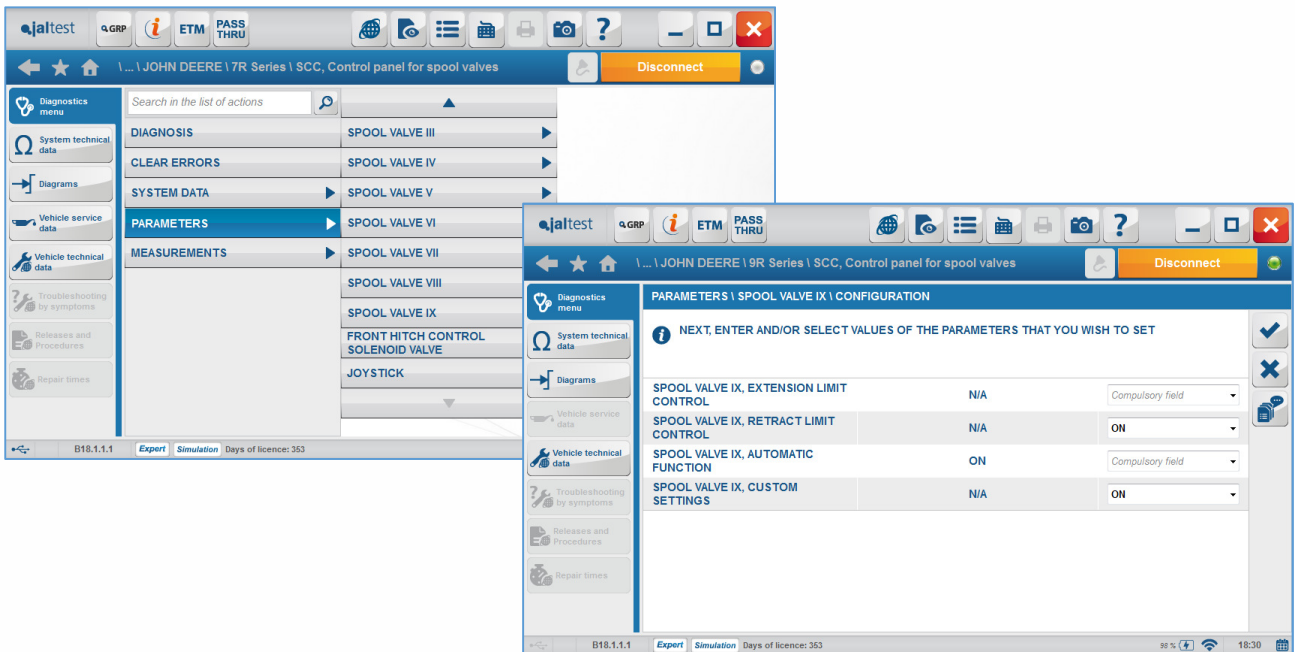 jaltest
GRP
i
ETM
PASS
THRU
?
\ ... \ JOHN DEERE \ 7R Series \ SCC, Control panel for spool valves
Disconnect
Diagnostics
menu
System technical
data
Diagrams
Vehicle service
data
Vehicle technical
data
Troubleshooting
by symptoms
Releases and
Procedures
Repair times
Search in the list of actions
DIAGNOSIS
CLEAR ERRORS
SYSTEM DATA
PARAMETERS
MEASUREMENTS
SPOOL VALVE III
SPOOL VALVE IV
SPOOL VALVE V
SPOOL VALVE VI
SPOOL VALVE VII
SPOOL VALVE VIII
SPOOL VALVE IX
FRONT HITCH CONTROL
SOLENOID VALVE
JOYSTICK
B18.1.1.1 Expert Simulation Days of licence: 353
jaltest
GRP
i
ETM
PASS
THRU
?
\ ... \ JOHN DEERE \ 9R Series \ SCC, Control panel for spool valves
Disconnect
Diagnostics
menu
System technical
data
Diagrams
Vehicle service
data
Vehicle technical
data
Troubleshooting
by symptoms
Releases and
Procedures
Repair times
PARAMETERS \ SPOOL VALVE IX \ CONFIGURATION
NEXT, ENTER AND/OR SELECT VALUES OF THE PARAMETERS THAT YOU WISH TO SET
SPOOL VALVE IX, EXTENSION LIMIT
CONTROL
N/A
Compulsory field
SPOOL VALVE IX, RETRACT LIMIT
CONTROL
N/A
ON
SPOOL VALVE IX, AUTOMATIC
FUNCTION
ON
Compulsory field
SPOOL VALVE IX, CUSTOM
SETTINGS
N/A
ON
B18.1.1.1 Expert Simulation Days of licence: 353
98 % 18:30